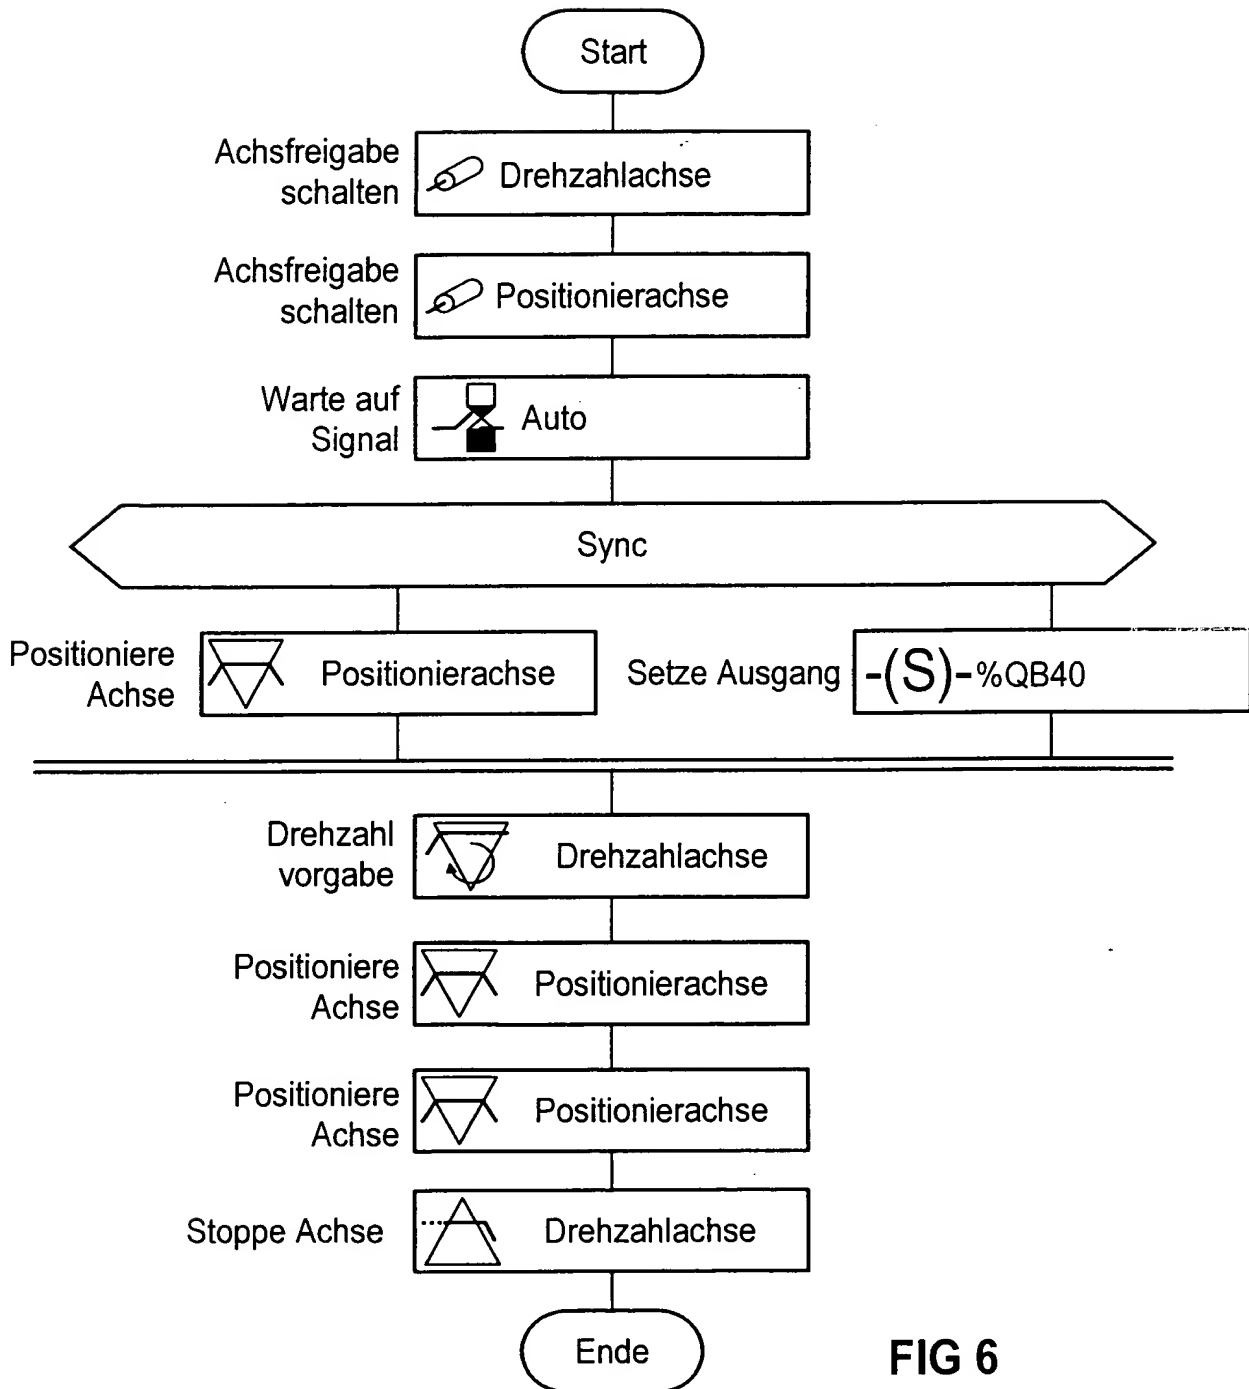 Start
Achsfreigabe
schalten
Drehzahlachse
Achsfreigabe
schalten
Positionierachse
Warte auf
Signal
Auto
Sync
Positioniere
Achse
Positionierachse
Setze Ausgang
-(S)-%QB40
Drehzahl
vorgabe
Drehzahlachse
Positioniere
Achse
Positionierachse
Positioniere
Achse
Positionierachse
Stoppe Achse
Drehzahlachse
Ende
FIG 6